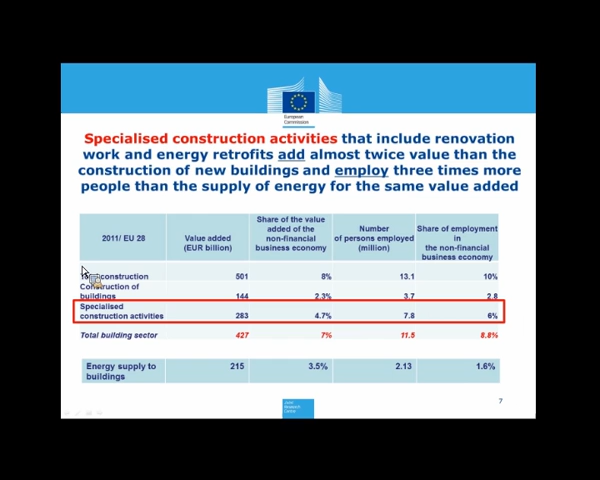 European
Commission
Specialised construction activities that include renovation
work and energy retrofits add almost twice value than the
construction of new buildings and employ three times more
people than the supply of energy for the same value added
2011/ EU 28
Value added
(EUR billion)
Share of the value
added of the
non-financial
business economy
Number
of persons employed
(million)
Share of employment
in
the non-financial
business economy
construction 501 8% 13.1 10%
Construction of
buildings 144 2.3% 3.7 2.8
Specialised
construction activities 283 4.7% 7.8 6%
Total building sector 427 7% 11.5 8.8%
Energy supply to
buildings 215 3.5% 2.13 1.6%
Joint
Research
Centre
7